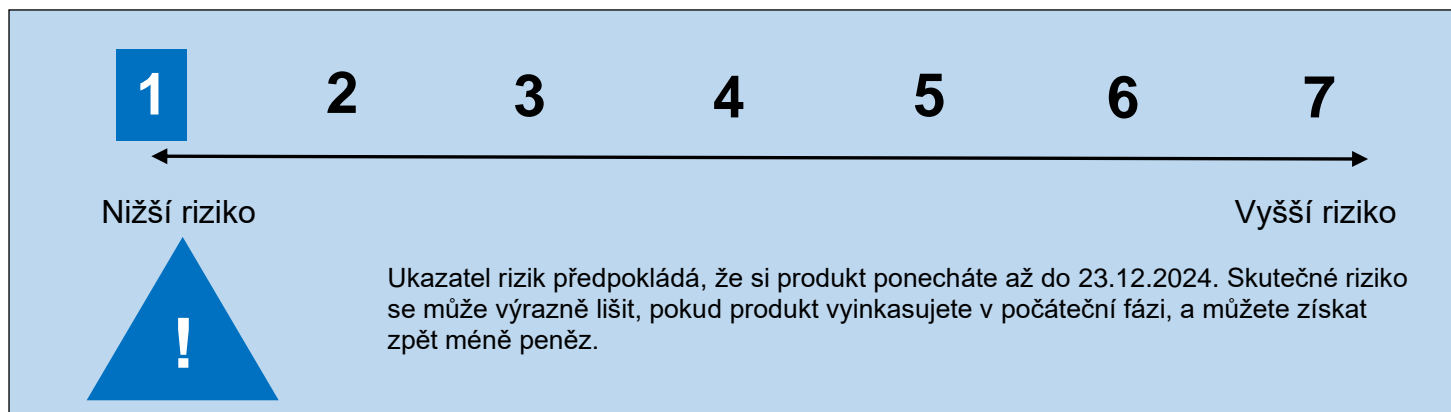 1 2 3 4 5 6 7
Nižší riziko Vyšší riziko
Ukazatel rizik předpokládá, že si produkt ponecháte až do 23.12.2024. Skutečné riziko
se může výrazně lišit, pokud produkt vyinkasujete v počáteční fázi, a můžete získat
zpět méně peněz.
!